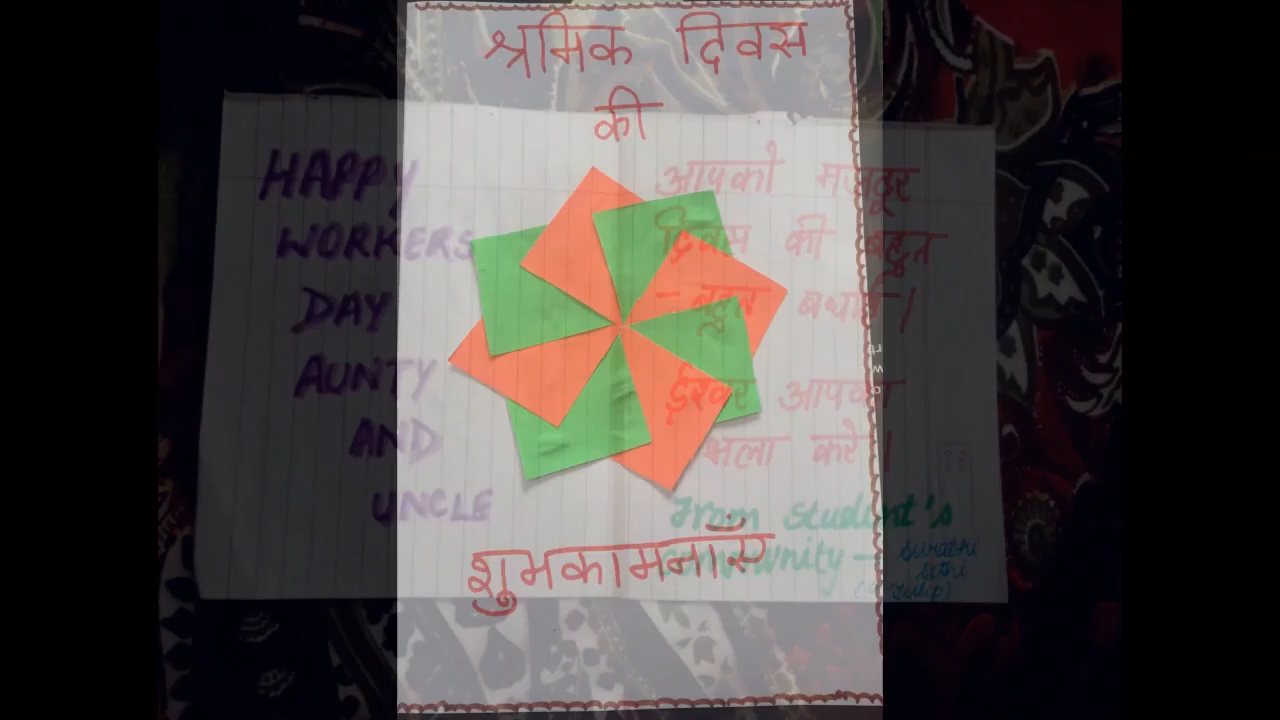 श्रमिक दिवस
की
शुभकामनाएँ
HAPPY
WORKERS
DAY
AUNTY
AND
UNCLE
आपको मजदूर
दिवस की बहुत
- बहुत बधाई।
ईश्वर आपका
भला करे।
From Student's
community - Surabhi
Sethi